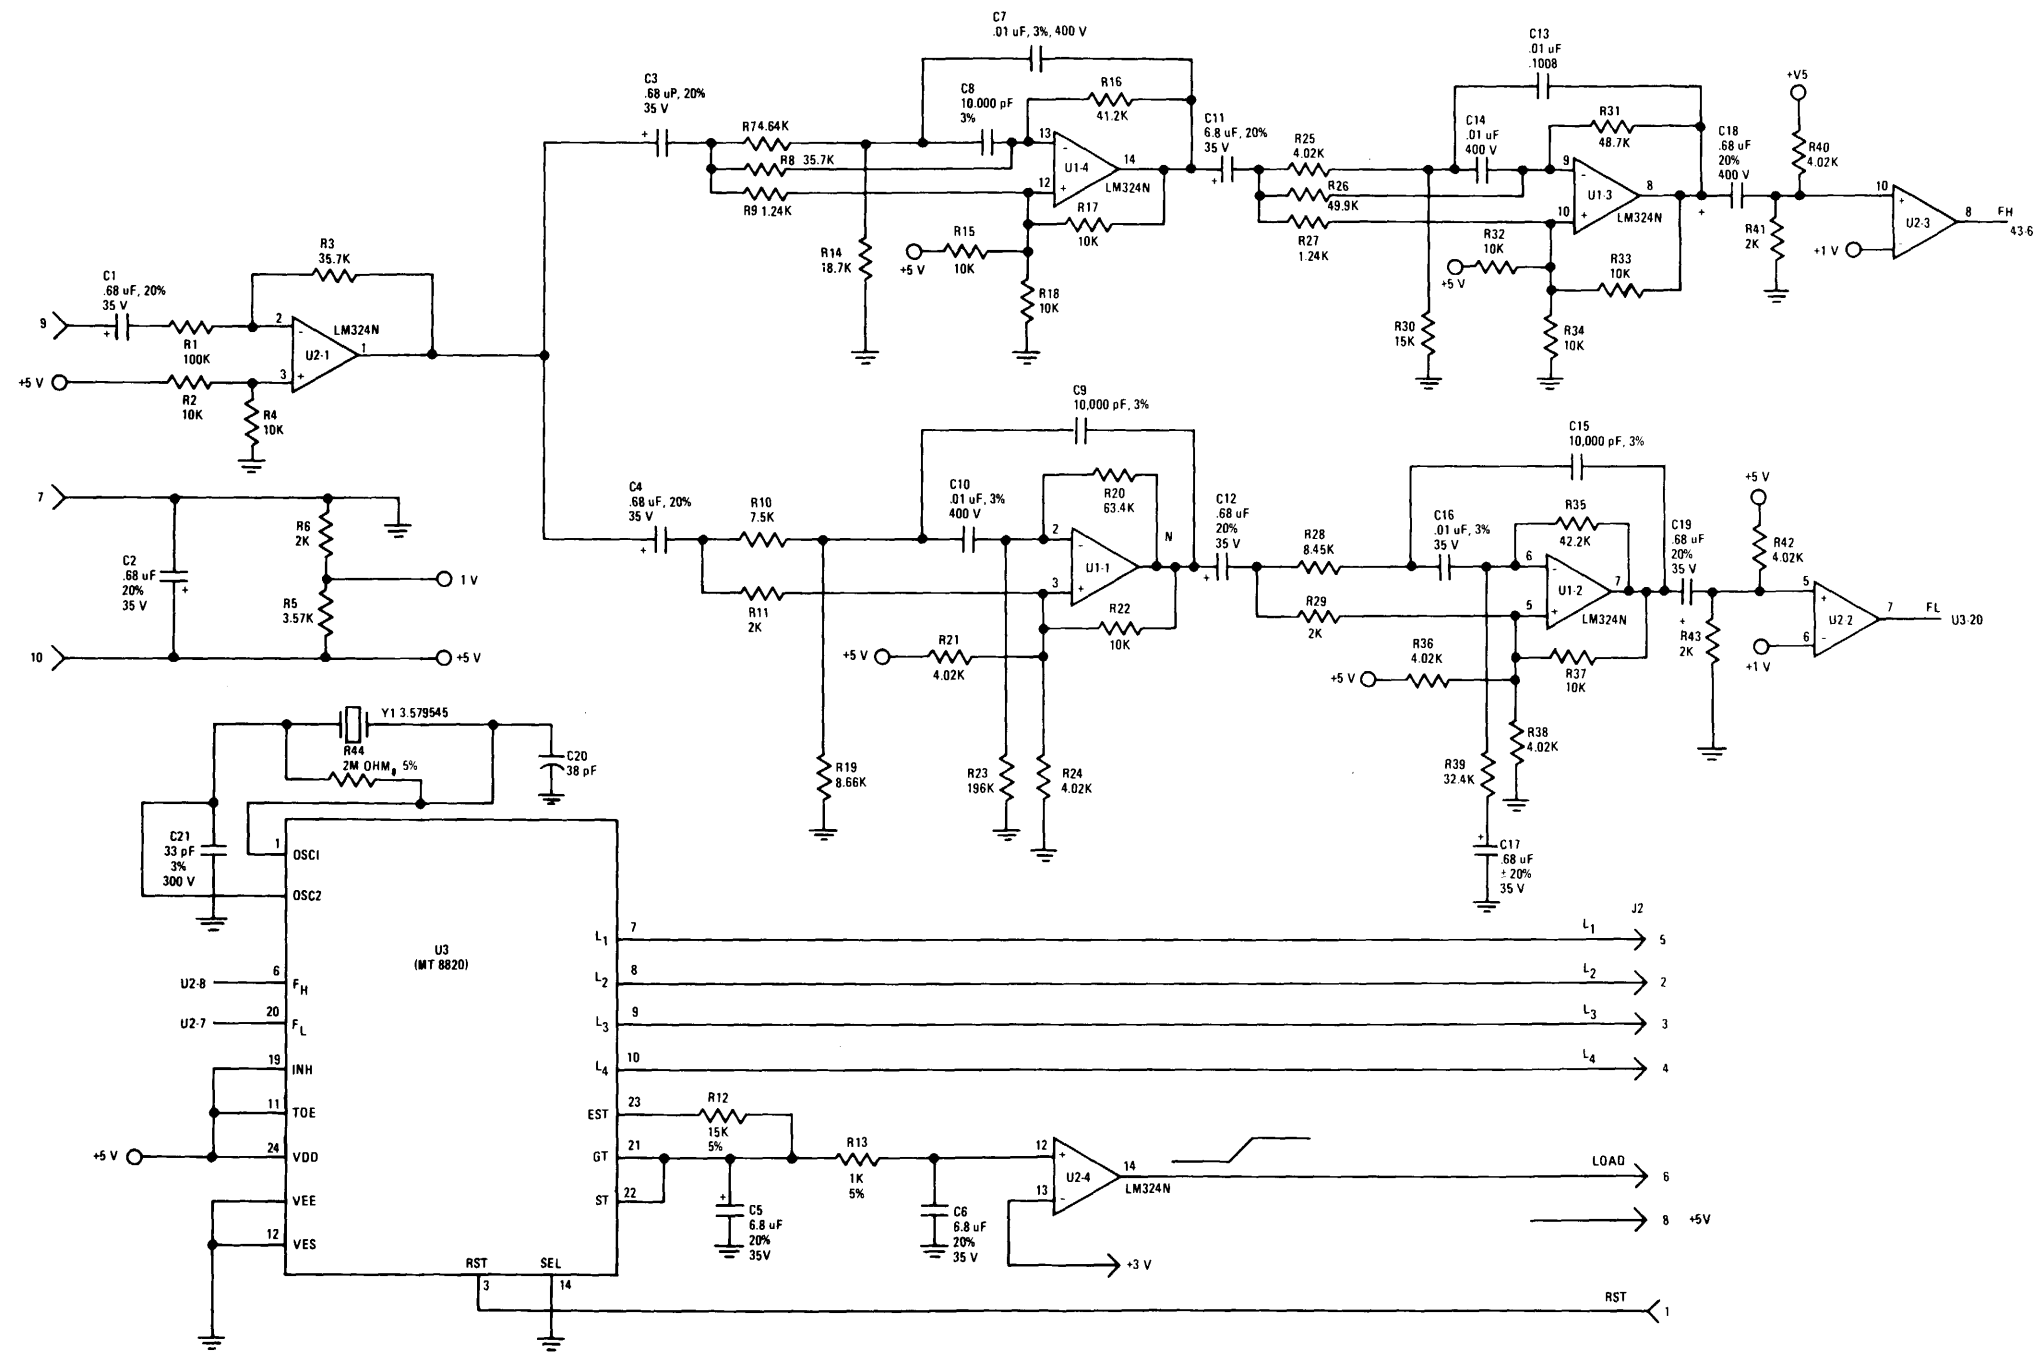 C7
.01 uF, 3%, 400 V
C13
.01 uF
.1008
+V5
C3
.68 uP, 20%
35 V
C8
10.000 pF
3%
R16
41.2K
C11
6.8 uF, 20%
35 V
R25
4.02K
C14
.01 uF
400 V
R31
48.7K
C18
.68 uF
20%
400 V
R40
4.02K
+
R74.64K
R8 35.7K
R9 1.24K
13
-
U1-4
14
12
+
LM324N
R17
10K
+
R26
49.9K
R27
1.24K
9
-
U1-3
8
10
+
LM324N
+
10
+
U2-3
-
8
FH
43-6
R41
2K
+1 V
R14
18.7K
R15
10K
+5 V
R18
10K
R32
10K
+5 V
R33
10K
R30
15K
R34
10K
C1
.68 uF, 20%
35 V
R3
35.7K
9
+
R1
100K
2
-
LM324N
U2-1
1
3
+
+5 V
R2
10K
R4
10K
C9
10,000 pF, 3%
C15
10,000 pF, 3%
7
R6
2K
C2
.68 uF
20%
35 V
+
1 V
R5
3.57K
10
+5 V
C4
.68 uF, 20%
35 V
+
R10
7.5K
C10
.01 uF, 3%
400 V
R20
63.4K
N
C12
.68 uF
20%
35 V
+
R28
8.45K
C16
.01 uF, 3%
35 V
R35
42.2K
C19
.68 uF
20%
35 V
+
+5 V
R42
4.02K
R11
2K
2
-
U1-1
3
+
R22
10K
R21
4.02K
+5 V
R29
2K
6
-
U1-2
7
5
+
LM324N
R36
4.02K
+5 V
R37
10K
R43
2K
5
+
U2-2
6
-
7
FL
U3-20
+1 V
R19
8.66K
R23
196K
R24
4.02K
R39
32.4K
R38
4.02K
+
C17
.68 uF
± 20%
35 V
Y1 3.579545
R44
2M OHM, 5%
C20
38 pF
C21
33 pF
3%
300 V
1
OSC1
OSC2
U3
(MT 8820)
U2-8
6
FH
U2-7
20
FL
19
INH
11
TOE
+5 V
24
VDD
VEE
12
VES
RST
3
SEL
14
J2
L1
7
L1
5
L2
8
L2
2
L3
9
L3
3
L4
10
L4
4
EST
23
R12
15K
5%
GT
21
ST
22
R13
1K
5%
+
C5
6.8 uF
20%
35V
C6
6.8 uF
20%
35 V
12
+
U2-4
13
-
14
LM324N
+3 V
LOAD
6
8 +5V
RST
1